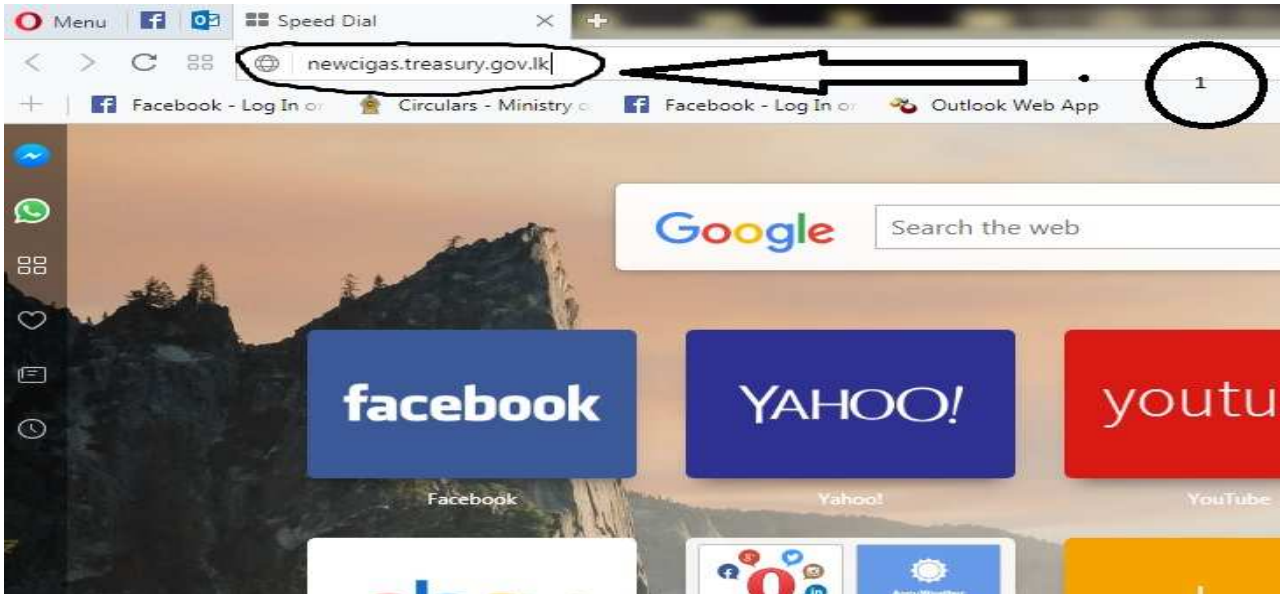 Menu
Speed Dial
newcigas.treasury.gov.lk
1
Facebook - Log In or
Circulars - Ministry o
Facebook - Log In or
Outlook Web App
Google
Search the web
facebook
YAHOO!
youtu
Facebook
Yahoo!
YouTube